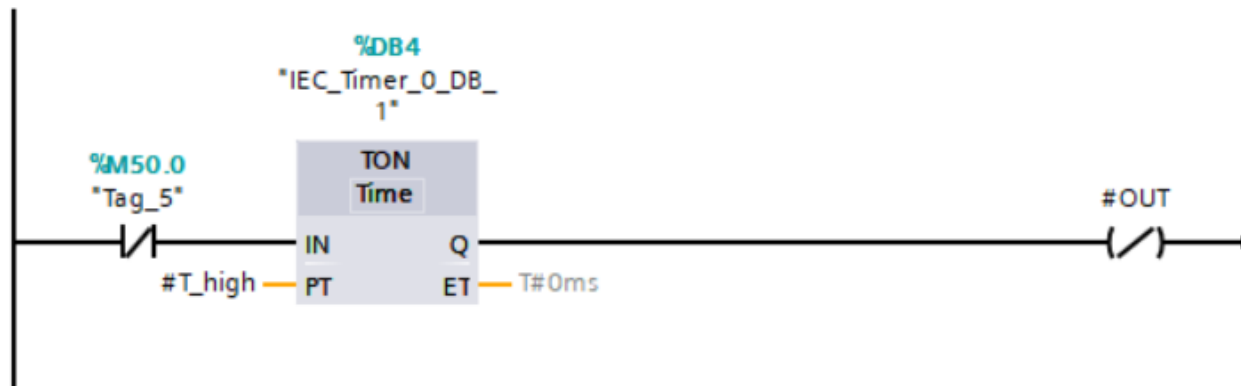 %DB4
"IEC_Timer_0_DB_
1"
%M50.0
"Tag_5"
TON
Time
#OUT
IN
Q
#T_high
PT
ET
T#0ms